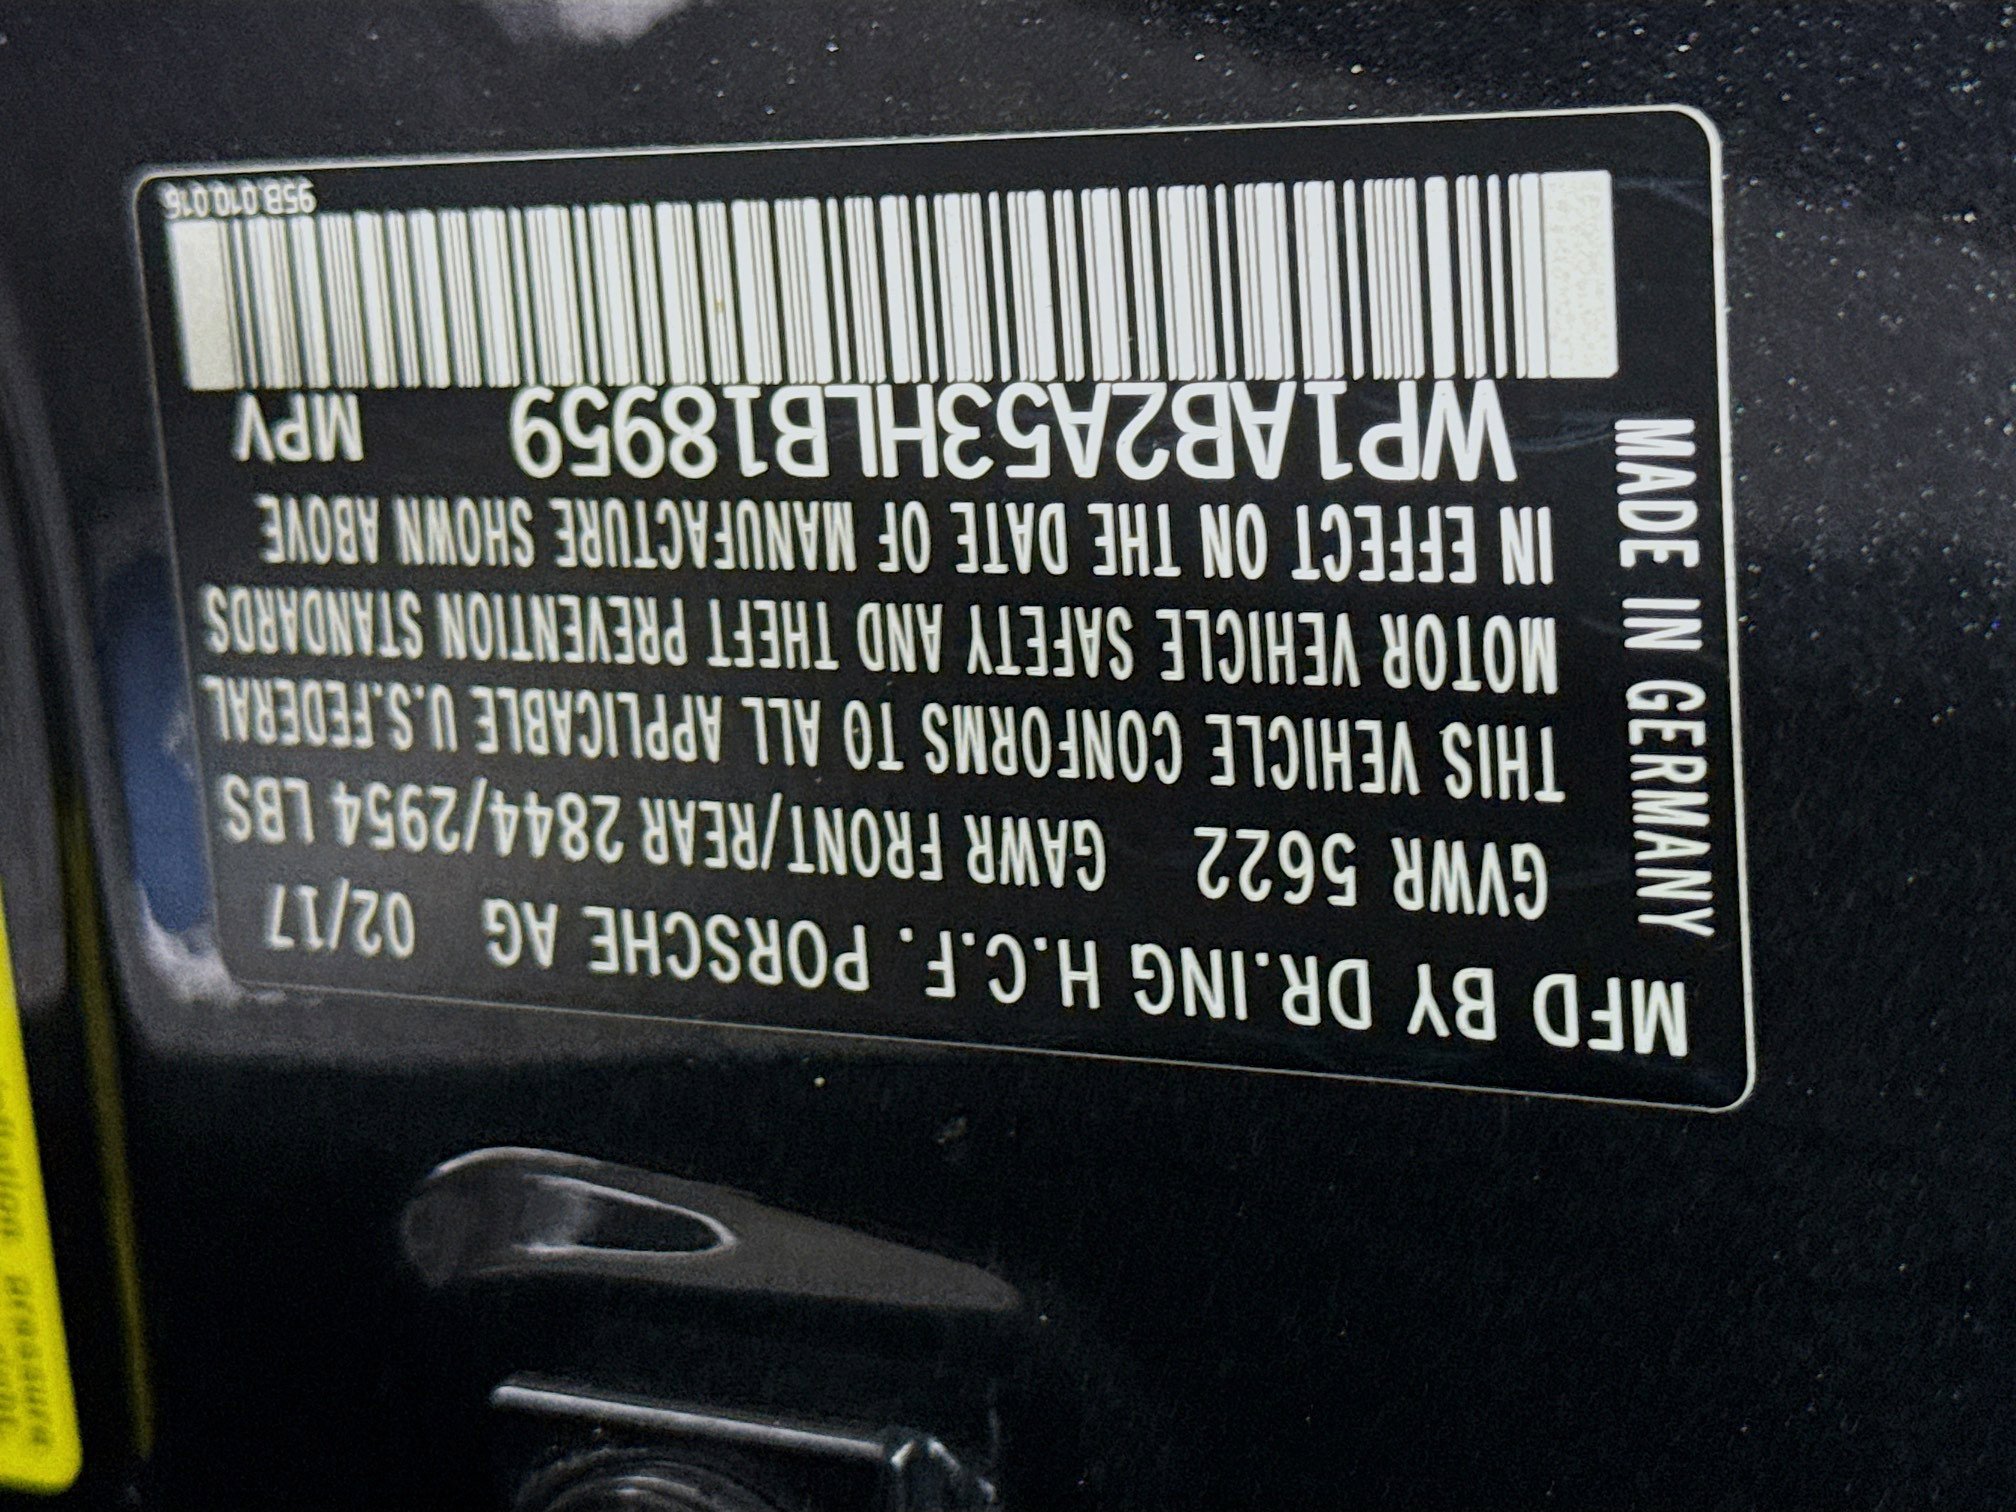 MFD BY DR.ING H.C.F. PORSCHE AG 02/17
GVWR 5622 GAWR FRONT/REAR 2844/2954 LBS
THIS VEHICLE CONFORMS TO ALL APPLICABLE U.S.FEDERAL
MOTOR VEHICLE SAFETY AND THEFT PREVENTION STANDARDS
IN EFFECT ON THE DATE OF MANUFACTURE SHOWN ABOVE
WP1AB2A53HLB18959 MPV
95B.010.016
MADE IN GERMANY